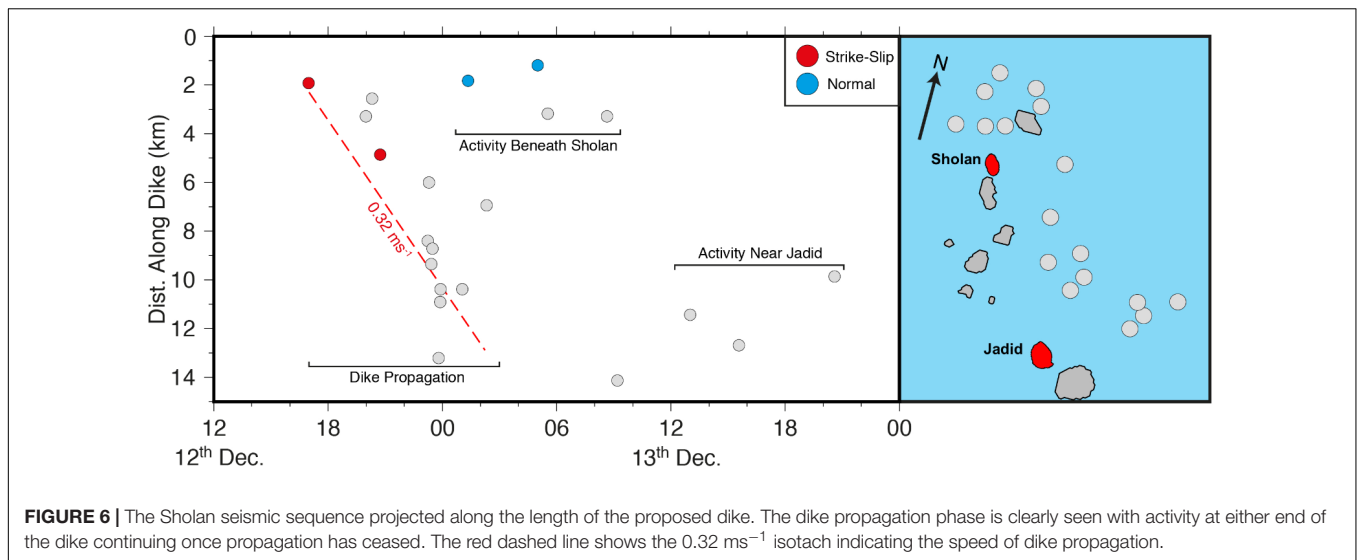 0
2
4
6
8
10
12
14
Dist. Along Dike (km)
Strike-Slip
Normal
Activity Beneath Sholan
0.32 ms⁻¹
Activity Near Jadid
Dike Propagation
12
18
00
06
12
18
00
12ᵗʰ Dec.
13ᵗʰ Dec.
N
Sholan
Jadid
FIGURE 6 | The Sholan seismic sequence projected along the length of the proposed dike. The dike propagation phase is clearly seen with activity at either end of
the dike continuing once propagation has ceased. The red dashed line shows the 0.32 ms⁻¹ isotach indicating the speed of dike propagation.